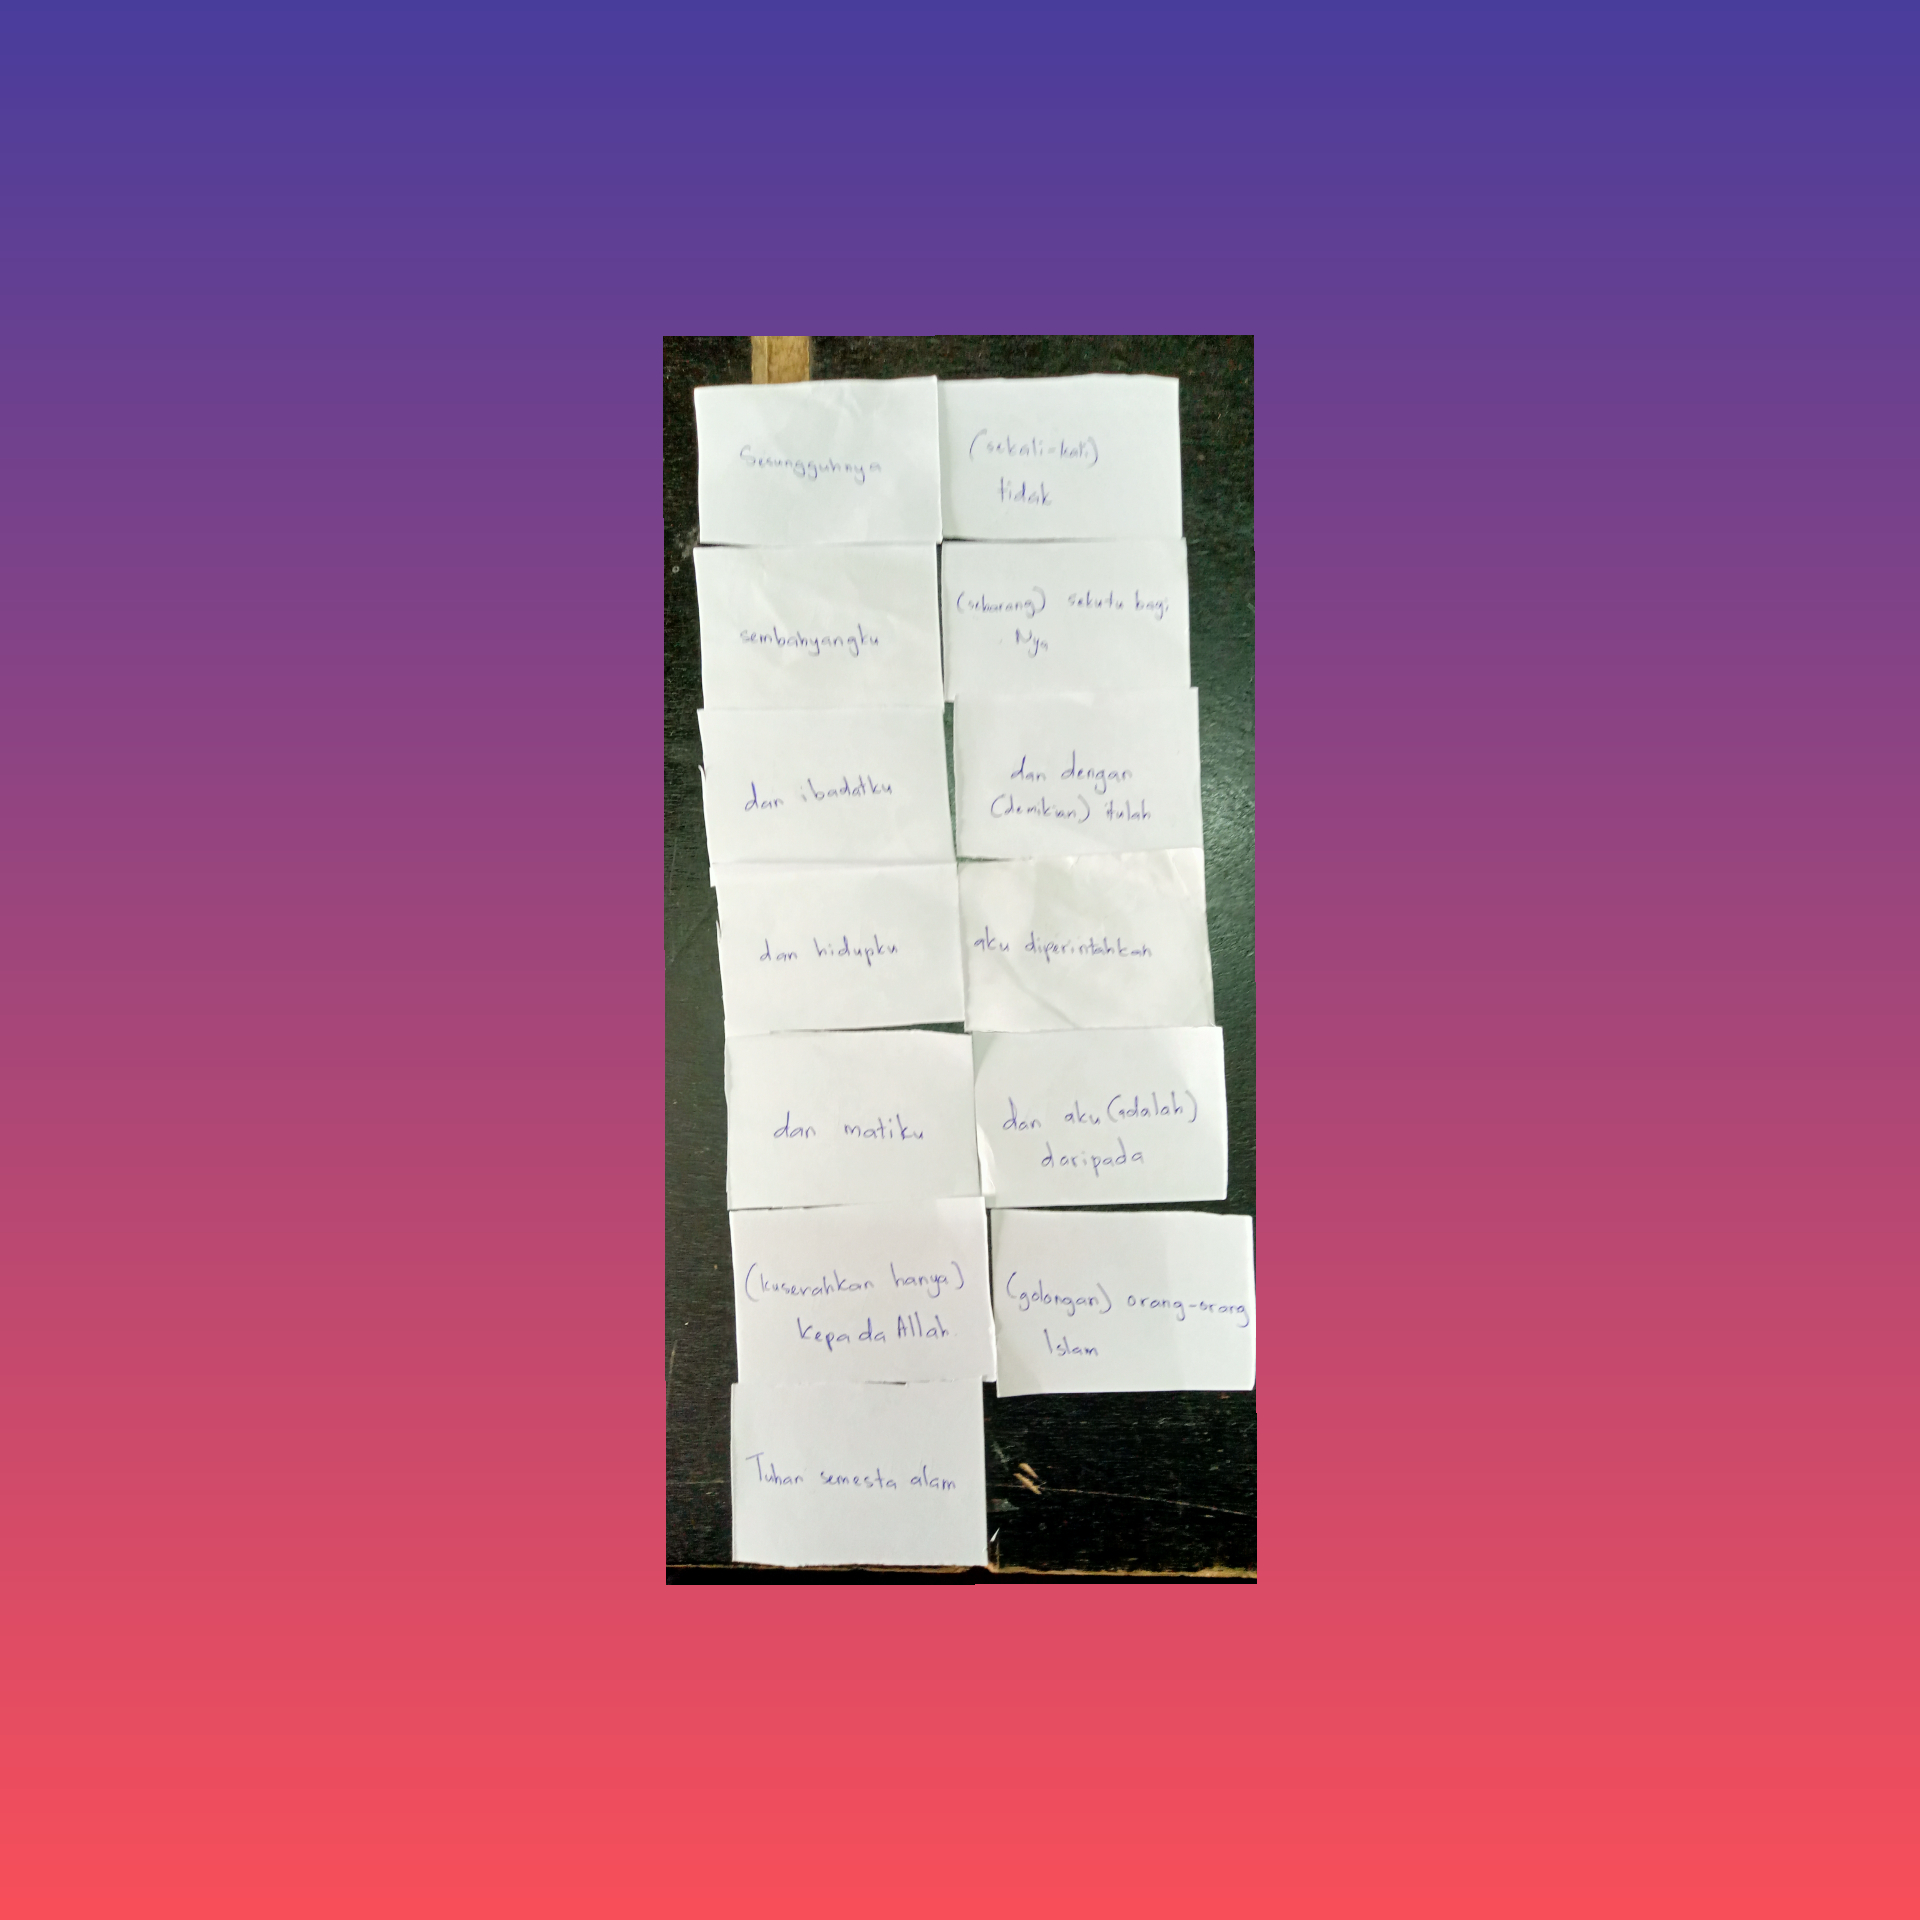 Sesungguhnya
sembahyangku
dan ibadatku
dan hidupku
dan matiku
(kuserahkan hanya)
kepada Allah.
Tuhan semesta alam
(sekali-kali)
tidak
(sebarang) sekutu bagi
Nya
dan dengan
(demikian) itulah
aku diperintahkan
dan aku (adalah)
daripada
(golongan) orang-orang
Islam